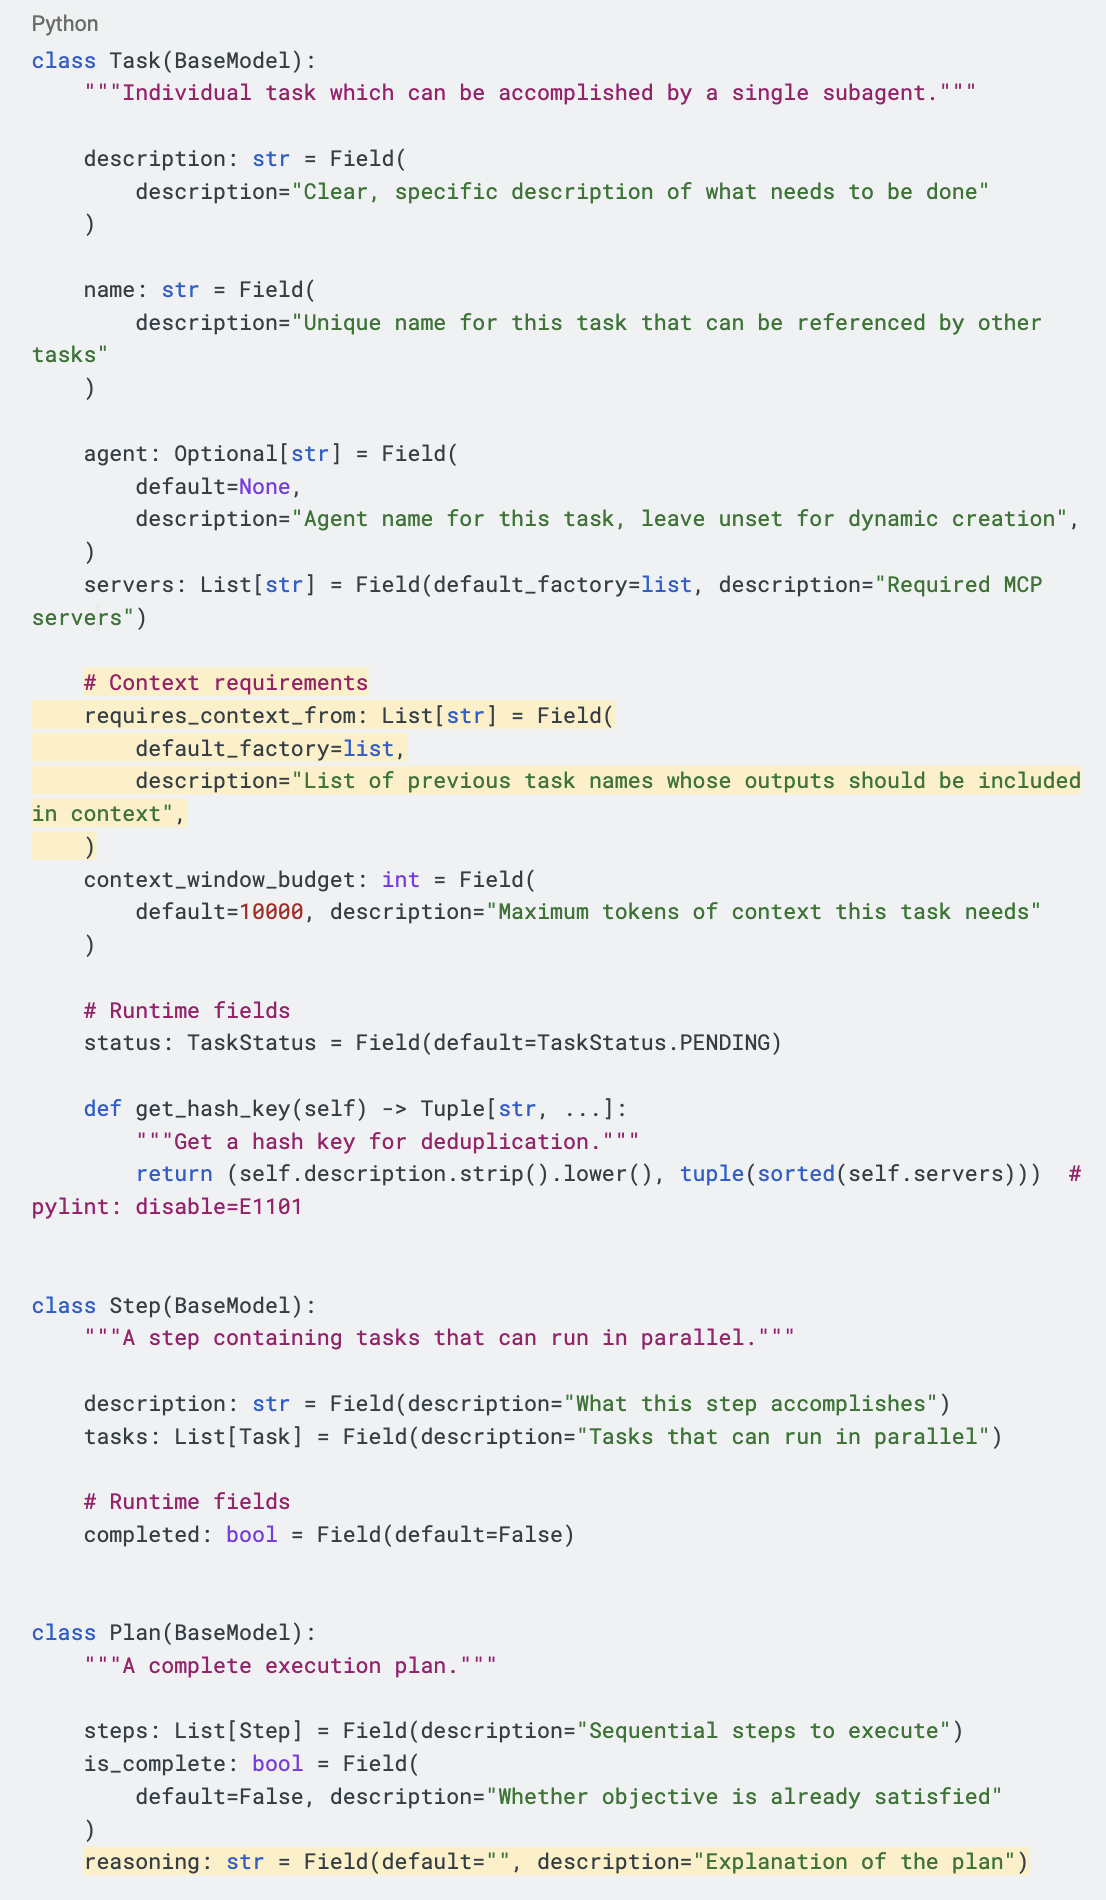 Python
class Task(BaseModel):
    """Individual task which can be accomplished by a single subagent."""
    description: str = Field(
        description="Clear, specific description of what needs to be done"
    )
    name: str = Field(
        description="Unique name for this task that can be referenced by other
tasks"
    )
    agent: Optional[str] = Field(
        default=None,
        description="Agent name for this task, leave unset for dynamic creation",
    )
    servers: List[str] = Field(default_factory=list, description="Required MCP
servers")
    # Context requirements
    requires_context_from: List[str] = Field(
        default_factory=list,
        description="List of previous task names whose outputs should be included
in context",
    )
    context_window_budget: int = Field(
        default=10000, description="Maximum tokens of context this task needs"
    )
    # Runtime fields
    status: TaskStatus = Field(default=TaskStatus.PENDING)
    def get_hash_key(self) -> Tuple[str, ...]:
        """Get a hash key for deduplication."""
        return (self.description.strip().lower(), tuple(sorted(self.servers)))  #
pylint: disable=E1101
class Step(BaseModel):
    """A step containing tasks that can run in parallel."""
    description: str = Field(description="What this step accomplishes")
    tasks: List[Task] = Field(description="Tasks that can run in parallel")
    # Runtime fields
    completed: bool = Field(default=False)
class Plan(BaseModel):
    """A complete execution plan."""
    steps: List[Step] = Field(description="Sequential steps to execute")
    is_complete: bool = Field(
        default=False, description="Whether objective is already satisfied"
    )
    reasoning: str = Field(default="", description="Explanation of the plan")